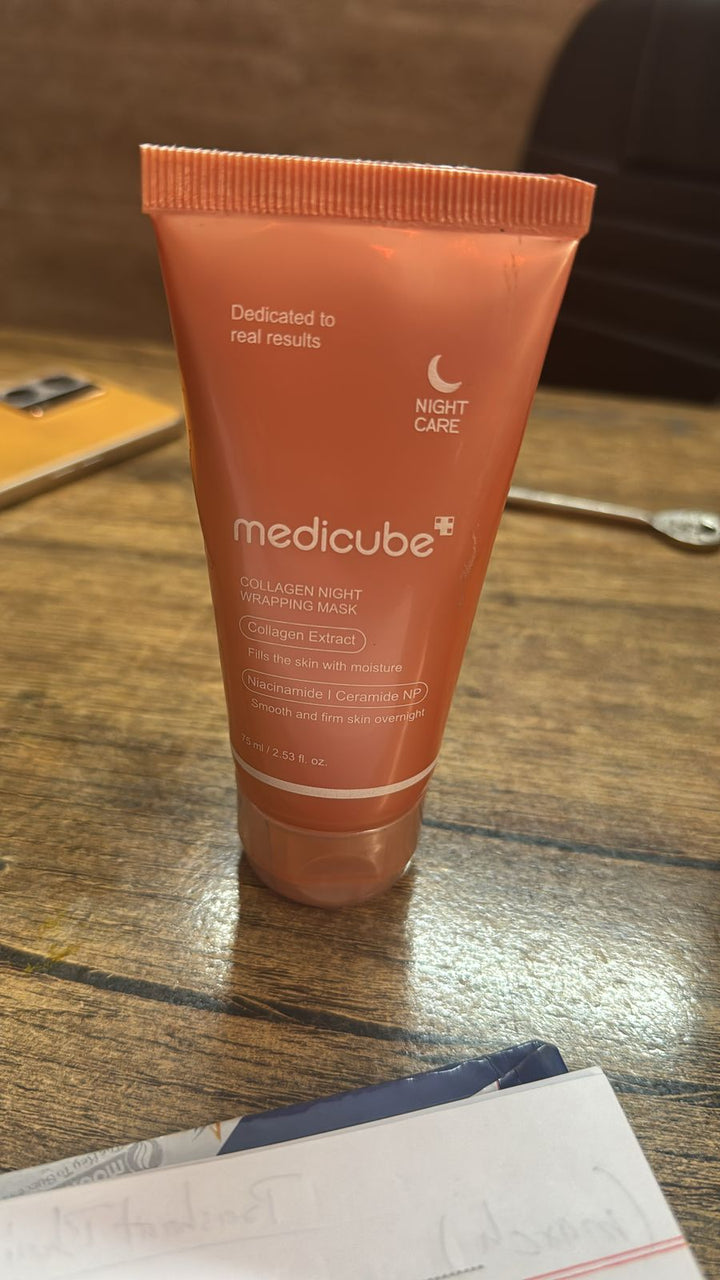 Dedicated to
real results
NIGHT
CARE
medicube
COLLAGEN NIGHT
WRAPPING MASK
Collagen Extract
Fills the skin with moisture
Niacinamide | Ceramide NP
Smooth and firm skin overnight
75 ml / 2.53 fl. oz.